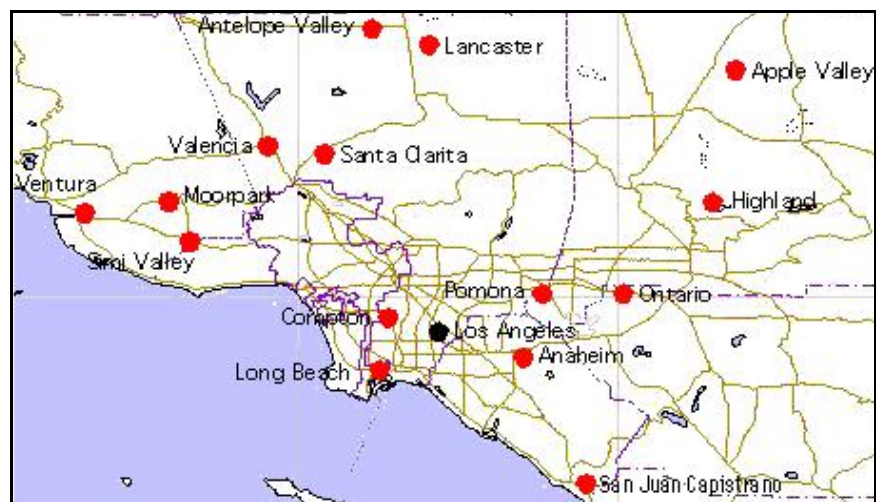 Antelope Valley
Lancaster
Apple Valley
Valencia
Santa Clarita
Ventura
Moorpark
Highland
Simi Valley
Pomona
Ontario
Compton
Los Angeles
Anaheim
Long Beach
San Juan Capistrano